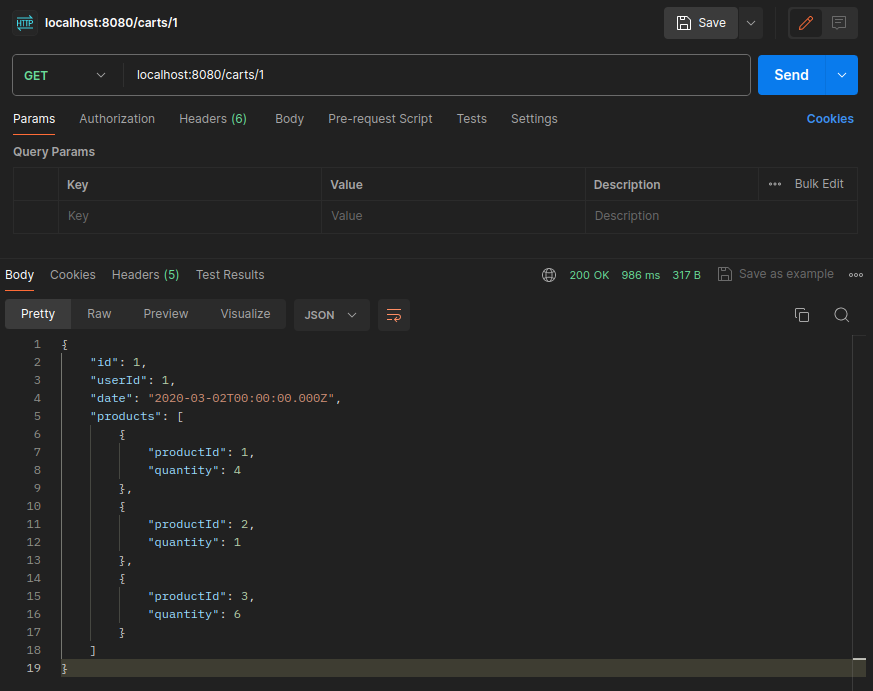 HTTP localhost:8080/carts/1 Save
GET localhost:8080/carts/1 Send
Params Authorization Headers (6) Body Pre-request Script Tests Settings Cookies
Query Params
Key Value Description ••• Bulk Edit
Key Value Description
Body Cookies Headers (5) Test Results 200 OK 986 ms 317 B Save as example
Pretty Raw Preview Visualize JSON
1 {
2 "id": 1,
3 "userId": 1,
4 "date": "2020-03-02T00:00:00.000Z",
5 "products": [
6 {
7 "productId": 1,
8 "quantity": 4
9 },
10 {
11 "productId": 2,
12 "quantity": 1
13 },
14 {
15 "productId": 3,
16 "quantity": 6
17 }
18 ]
19 }